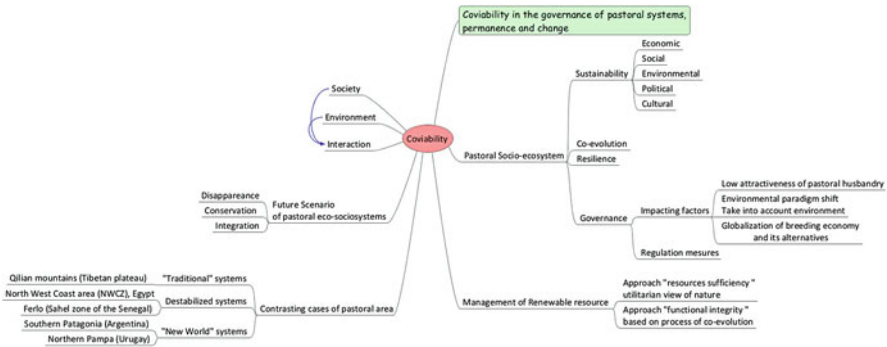 Coviability in the governance of pastoral systems,
permanence and change
Economic
Social
Sustainability
Environmental
Political
Cultural
Society
Environment
Interaction
Coviability
Pastoral Socio-ecosystem
Co-evolution
Resilience
Low attractiveness of pastoral husbandry
Environmental paradigm shift
Take into account environment
Globalization of breeding economy
and its alternatives
Impacting factors
Governance
Regulation mesures
Disappareance
Conservation
Integration
Future Scenario
of pastoral eco-sociosystems
Qilian mountains (Tibetan plateau)
"Traditional" systems
North West Coast area (NWCZ), Egypt
Ferlo (Sahel zone of the Senegal)
Destabilized systems
Contrasting cases of pastoral area
Southern Patagonia (Argentina)
Northern Pampa (Urugay)
"New World" systems
Management of Renewable resource
Approach "resources sufficiency "
utilitarian view of nature
Approach "functional integrity "
based on process of co-evolution